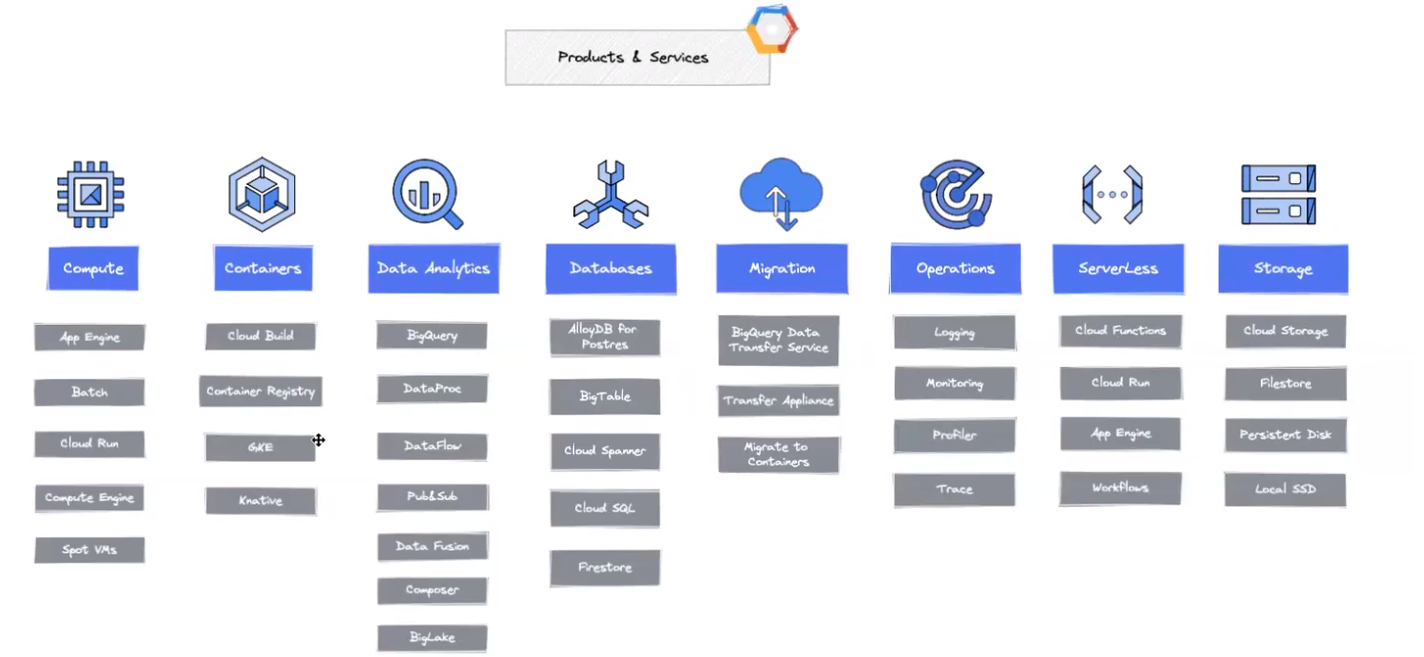 Products & Services
Compute
App Engine
Batch
Cloud Run
Compute Engine
Spot VMs
Containers
Cloud Build
Container Registry
GKE
Knative
Data Analytics
BigQuery
DataProc
DataFlow
Pub&Sub
Data Fusion
Composer
BigLake
Databases
AlloyDB for
Postres
BigTable
Cloud Spanner
Cloud SQL
Firestore
Migration
BigQuery Data
Transfer Service
Transfer Appliance
Migrate to
Containers
Operations
Logging
Monitoring
Profiler
Trace
ServerLess
Cloud Functions
Cloud Run
App Engine
Workflows
Storage
Cloud Storage
Filestore
Persistent Disk
Local SSD